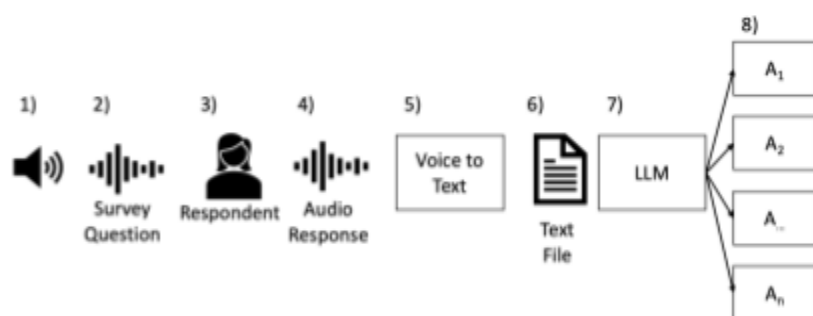 1)
2)
Survey
Question
3)
Respondent
4)
Audio
Response
5)
Voice to
Text
6)
Text
File
7)
LLM
8)
A1
A2
A...
An